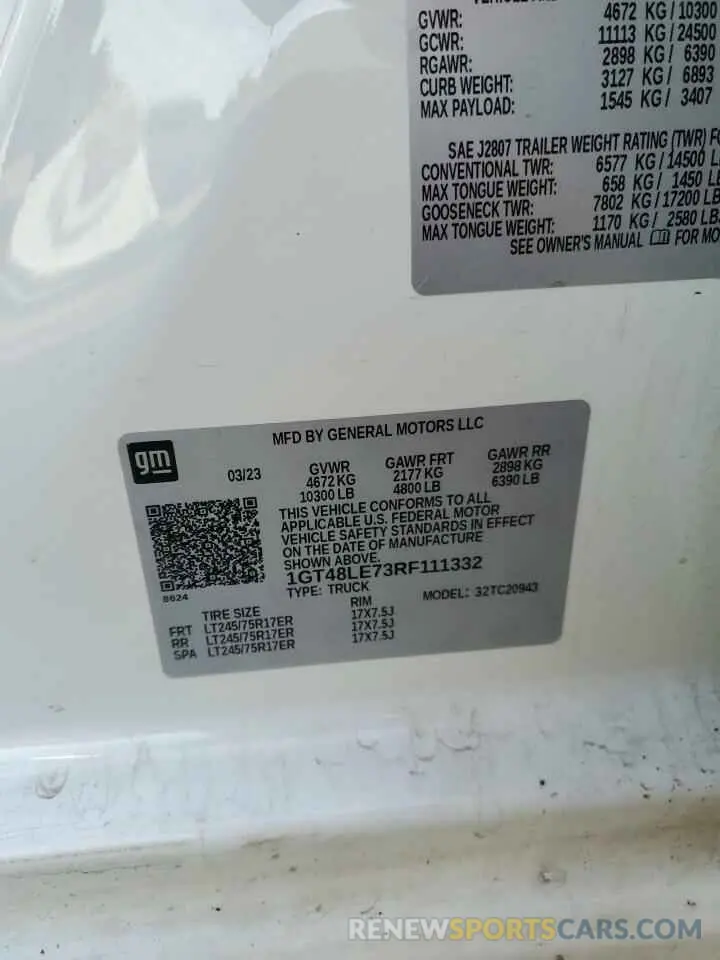 GVWR: 4672 KG / 10300
GCWR: 11113 KG / 24500
RGAWR: 2898 KG / 6390
CURB WEIGHT: 3127 KG / 6893
MAX PAYLOAD: 1545 KG / 3407
SAE J2807 TRAILER WEIGHT RATING (TWR)
CONVENTIONAL TWR: 6577 KG / 14500
MAX TONGUE WEIGHT: 658 KG / 1450 LB
GOOSENECK TWR: 7802 KG / 17200 LB
MAX TONGUE WEIGHT: 1170 KG / 2580 LB
SEE OWNER'S MANUAL FOR
gm
MFD BY GENERAL MOTORS LLC
03/23 GVWR GAWR FRT GAWR RR
4672 KG 2177 KG 2898 KG
10300 LB 4800 LB 6390 LB
THIS VEHICLE CONFORMS TO ALL
APPLICABLE U.S. FEDERAL MOTOR
VEHICLE SAFETY STANDARDS IN EFFECT
ON THE DATE OF MANUFACTURE
SHOWN ABOVE.
1GT48LE73RF111332
8624 TYPE: TRUCK MODEL: 32TC20943
TIRE SIZE RIM
FRT LT245/75R17ER 17X7.5J
RR LT245/75R17ER 17X7.5J
SPA LT245/75R17ER 17X7.5J
RENEWSPORTSCARS.COM